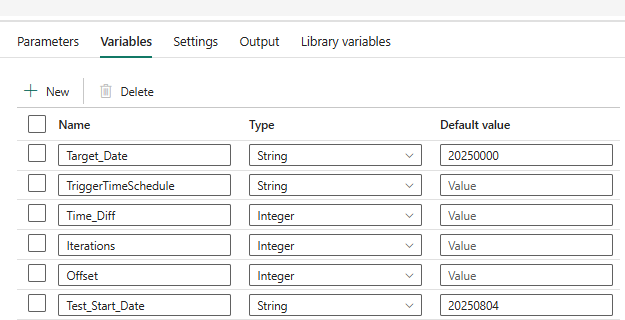 Parameters Variables Settings Output Library variables
New Delete
Name Type Default value
Target_Date String 20250000
TriggerTimeSchedule String Value
Time_Diff Integer Value
Iterations Integer Value
Offset Integer Value
Test_Start_Date String 20250804